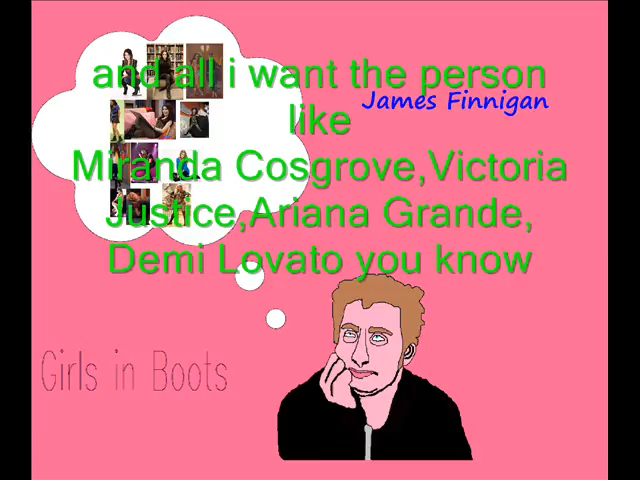 and all i want the person
James Finnigan
like
Miranda Cosgrove,Victoria
Justice,Ariana Grande,
Demi Lovato you know
Girls in Boots